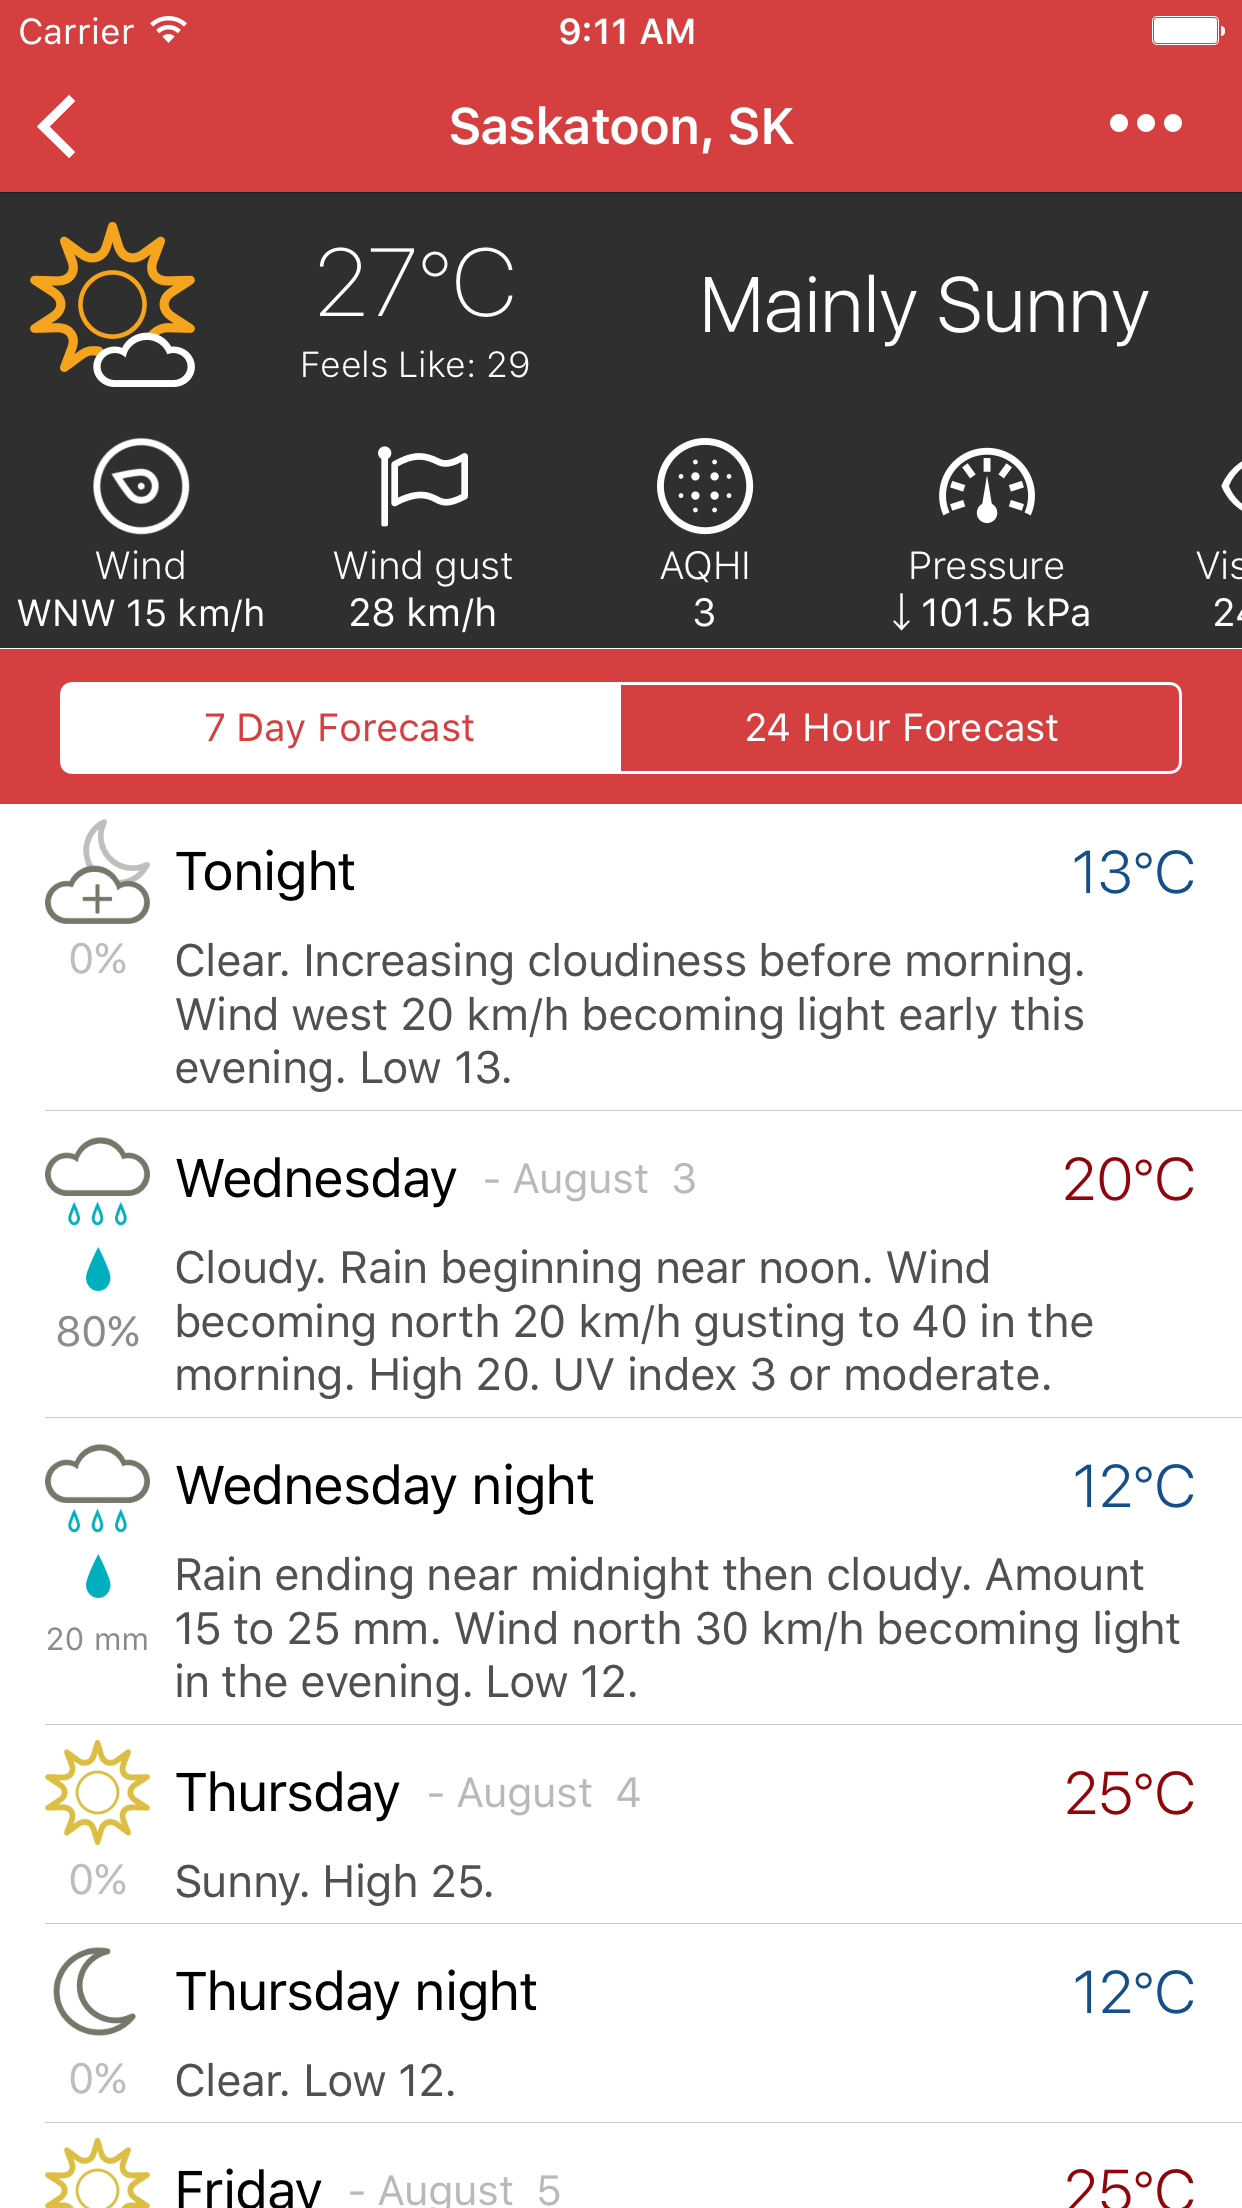 Carrier 9:11 AM
Saskatoon, SK
27°C
Feels Like: 29
Mainly Sunny
Wind Wind gust AQHI Pressure
WNW 15 km/h 28 km/h 3 ↓ 101.5 kPa
7 Day Forecast 24 Hour Forecast
Tonight 13°C
0%
Clear. Increasing cloudiness before morning.
Wind west 20 km/h becoming light early this
evening. Low 13.
Wednesday - August 3 20°C
Cloudy. Rain beginning near noon. Wind
80% becoming north 20 km/h gusting to 40 in the
morning. High 20. UV index 3 or moderate.
Wednesday night 12°C
Rain ending near midnight then cloudy. Amount
20 mm 15 to 25 mm. Wind north 30 km/h becoming light
in the evening. Low 12.
Thursday - August 4 25°C
0% Sunny. High 25.
Thursday night 12°C
0% Clear. Low 12.
Friday - August 5 25°C